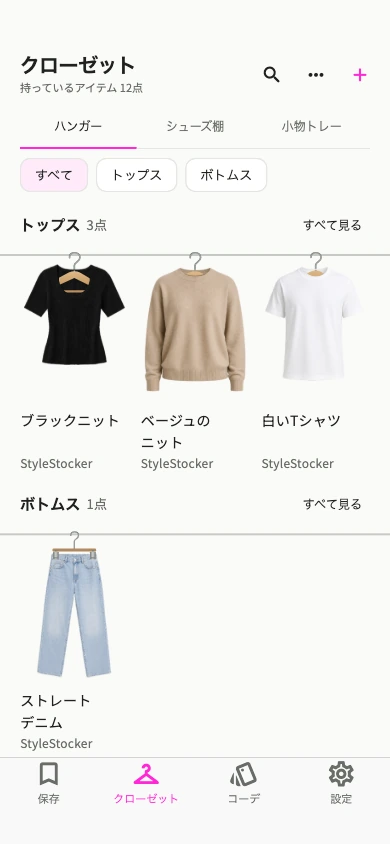 クローゼット
持っているアイテム 12点
ハンガー
シューズ棚
小物トレー
すべて
トップス
ボトムス
トップス 3点
すべて見る
ブラックニット
StyleStocker
ベージュの
ニット
StyleStocker
白いTシャツ
StyleStocker
ボトムス 1点
すべて見る
ストレート
デニム
StyleStocker
保存
クローゼット
コーデ
設定